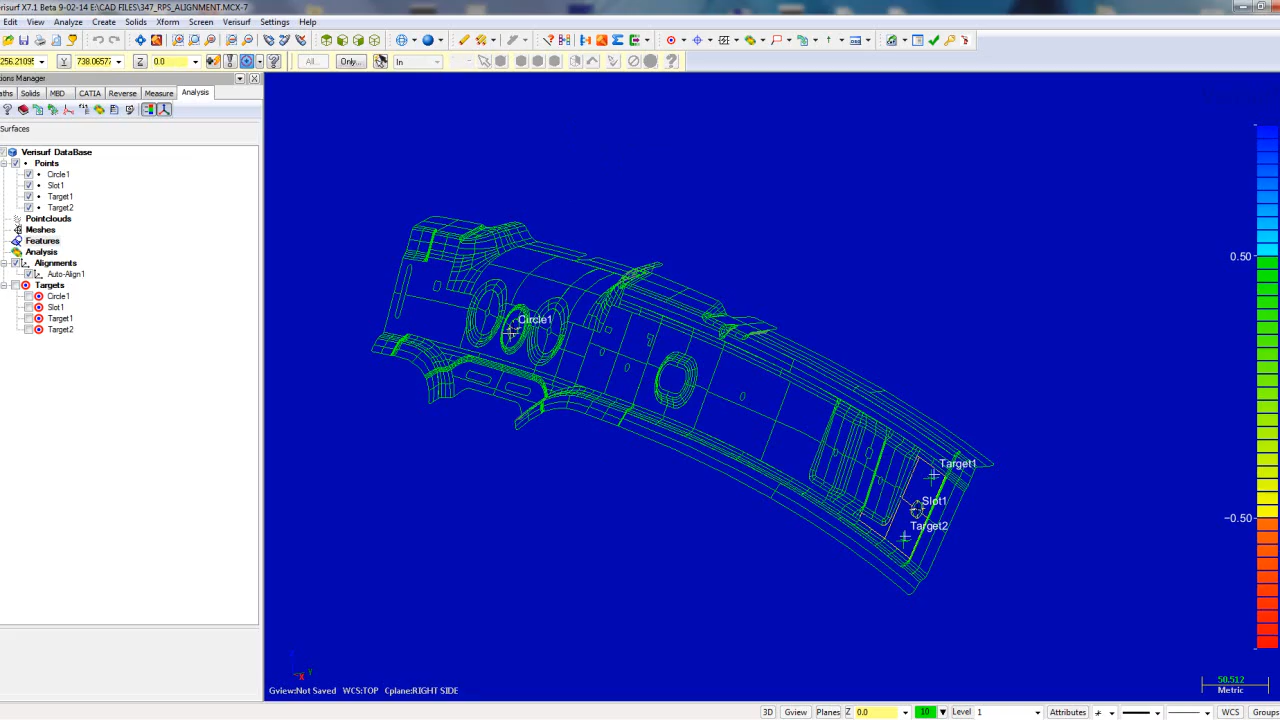 erisurf X7.1 Beta 9-02-14 E:\CAD FILES\347_RPS_ALIGNMENT.MCX-7
Edit View Analyze Create Solids Xform Screen Verisurf Settings Help
256.21095 Y 738.06577 Z 0.0 All... Only... In
ons Manager
aths Solids MBD CATIA Reverse Measure Analysis
Surfaces
Verisurf DataBase
Points
Circle1
Slot1
Target1
Target2
Pointclouds
Meshes
Features
Analysis
Alignments
Auto-Align1
Targets
Circle1
Slot1
Target1
Target2
Circle1
Target1
Slot1
Target2
0.50
-0.50
Z
Y
X
Gview:Not Saved WCS:TOP Cplane:RIGHT SIDE
50.512
Metric
3D Gview Planes Z 0.0 10 Level 1 Attributes WCS Groups